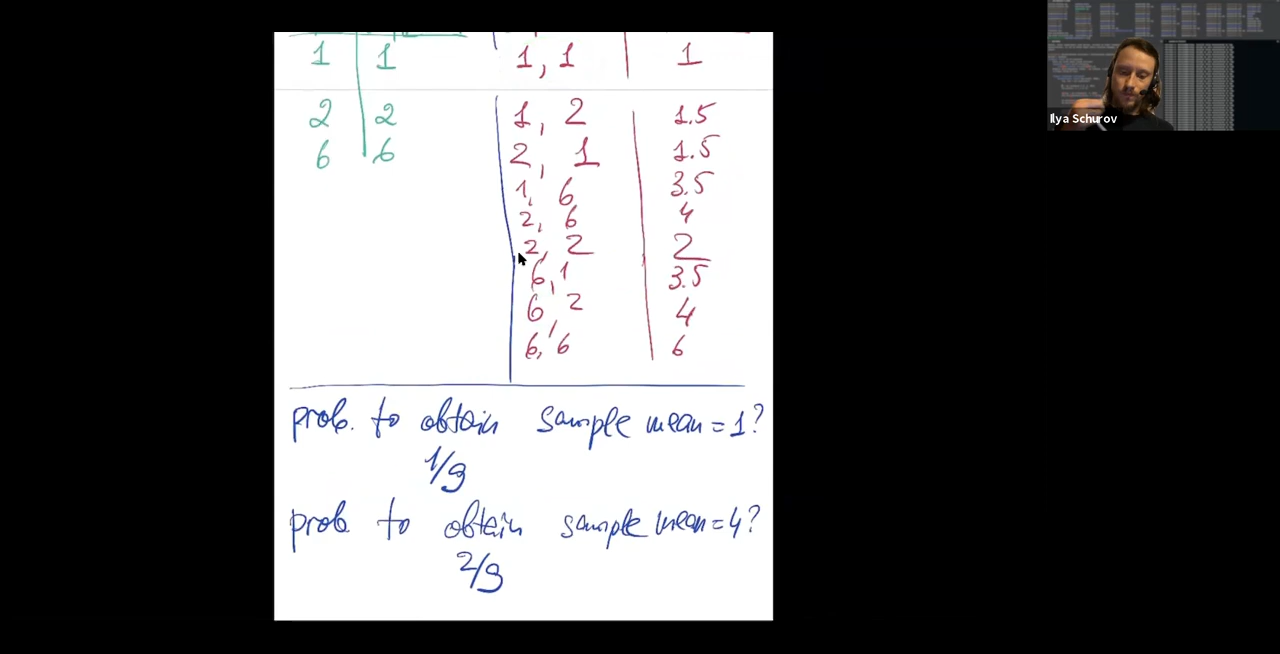 1 1 1, 1 1
2 2 1, 2 1.5
6 6 2, 1 1.5
1, 6 3.5
2, 6 4
2, 2 2
6, 1 3.5
6, 2 4
6, 6 6
prob. to obtain sample mean = 1?
1/9
prob. to obtain sample mean = 4?
2/9
Ilya Schurov